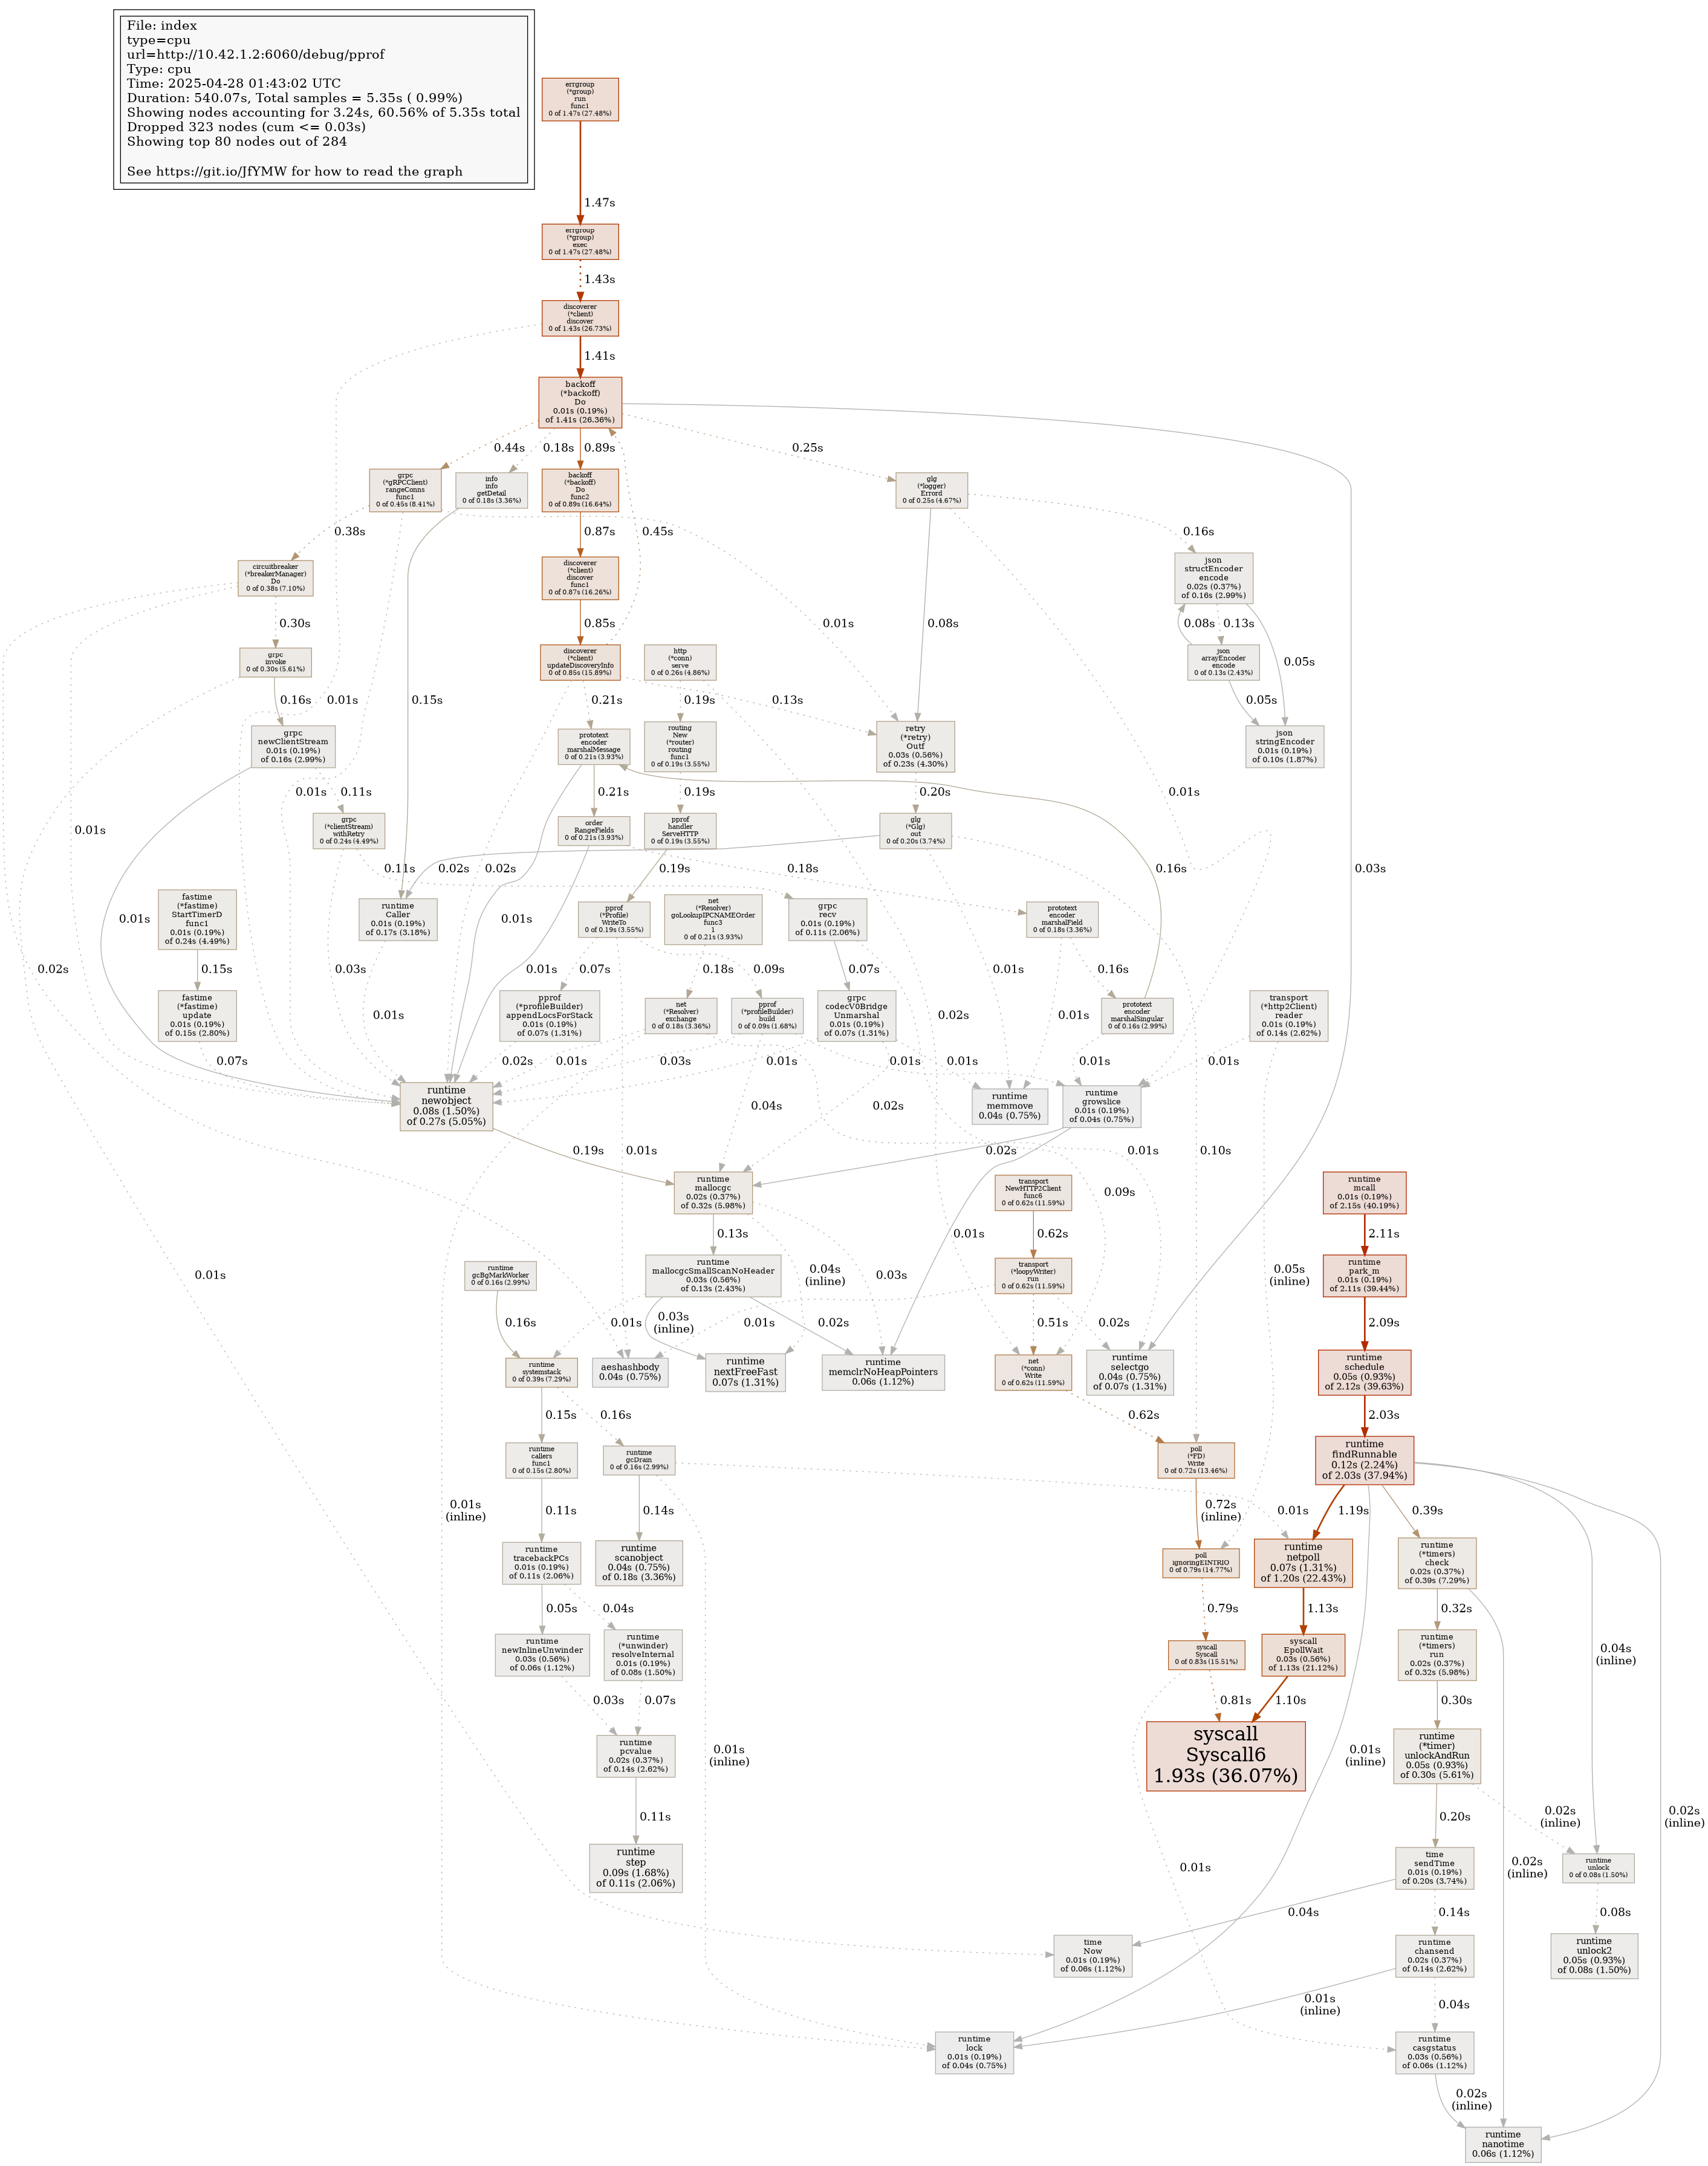 File: index
type=cpu
url=http://10.42.1.2:6060/debug/pprof
Type: cpu
Time: 2025-04-28 01:43:02 UTC
Duration: 540.07s, Total samples = 5.35s ( 0.99%)
Showing nodes accounting for 3.24s, 60.56% of 5.35s total
Dropped 323 nodes (cum <= 0.03s)
Showing top 80 nodes out of 284
See https://git.io/JfYMW for how to read the graph
errgroup
(*group)
run
func1
0 of 1.47s (27.48%)
1.47s
errgroup
(*group)
exec
0 of 1.47s (27.48%)
1.43s
discoverer
(*client)
discover
0 of 1.43s (26.73%)
1.41s
backoff
(*backoff)
Do
0.01s (0.19%)
of 1.41s (26.36%)
0.44s
0.18s
0.89s
0.25s
grpc
(*gRPCClient)
rangeConns
func1
0 of 0.45s (8.41%)
info
info
getDetail
0 of 0.18s (3.36%)
backoff
(*backoff)
Do
func2
0 of 0.89s (16.64%)
glg
(*logger)
Errord
0 of 0.25s (4.67%)
0.38s
0.87s
0.45s
0.16s
circuitbreaker
(*breakerManager)
Do
0 of 0.38s (7.10%)
discoverer
(*client)
discover
func1
0 of 0.87s (16.26%)
json
structEncoder
encode
0.02s (0.37%)
of 0.16s (2.99%)
0.30s
0.85s
0.01s
0.08s
0.08s
0.13s
0.05s
grpc
invoke
0 of 0.30s (5.61%)
discoverer
(*client)
updateDiscoveryInfo
0 of 0.85s (15.89%)
http
(*conn)
serve
0 of 0.26s (4.86%)
json
arrayEncoder
encode
0 of 0.13s (2.43%)
0.16s
0.01s
0.15s
0.21s
0.19s
0.13s
0.05s
grpc
newClientStream
0.01s (0.19%)
of 0.16s (2.99%)
prototext
encoder
marshalMessage
0 of 0.21s (3.93%)
routing
New
(*router)
routing
func1
0 of 0.19s (3.55%)
retry
(*retry)
Outf
0.03s (0.56%)
of 0.23s (4.30%)
json
stringEncoder
0.01s (0.19%)
of 0.10s (1.87%)
0.01s
0.11s
0.21s
0.19s
0.20s
0.01s
0.01s
grpc
(*clientStream)
withRetry
0 of 0.24s (4.49%)
order
RangeFields
0 of 0.21s (3.93%)
pprof
handler
ServeHTTP
0 of 0.19s (3.55%)
glg
(*Glg)
out
0 of 0.20s (3.74%)
0.11s
0.02s
0.02s
0.19s
0.18s
0.16s
0.03s
fastime
(*fastime)
StartTimerD
func1
0.01s (0.19%)
of 0.24s (4.49%)
runtime
Caller
0.01s (0.19%)
of 0.17s (3.18%)
pprof
(*Profile)
WriteTo
0 of 0.19s (3.55%)
net
(*Resolver)
goLookupIPCNAMEOrder
func3
1
0 of 0.21s (3.93%)
grpc
recv
0.01s (0.19%)
of 0.11s (2.06%)
prototext
encoder
marshalField
0 of 0.18s (3.36%)
0.01s
0.01s
0.02s
0.15s
0.03s
0.01s
0.07s
0.18s
0.09s
0.07s
0.01s
0.16s
fastime
(*fastime)
update
0.01s (0.19%)
of 0.15s (2.80%)
pprof
(*profileBuilder)
appendLocsForStack
0.01s (0.19%)
of 0.07s (1.31%)
net
(*Resolver)
exchange
0 of 0.18s (3.36%)
pprof
(*profileBuilder)
build
0 of 0.09s (1.68%)
grpc
codecV0Bridge
Unmarshal
0.01s (0.19%)
of 0.07s (1.31%)
prototext
encoder
marshalSingular
0 of 0.16s (2.99%)
transport
(*http2Client)
reader
0.01s (0.19%)
of 0.14s (2.62%)
0.01s
0.02s
0.07s
0.02s
0.01s
0.03s
0.01s
0.01s
0.01s
0.01s
0.01s
0.01s
runtime
newobject
0.08s (1.50%)
of 0.27s (5.05%)
runtime
memmove
0.04s (0.75%)
runtime
growslice
0.01s (0.19%)
of 0.04s (0.75%)
0.04s
0.02s
0.19s
0.01s
0.02s
0.01s
0.10s
runtime
mallocgc
0.02s (0.37%)
of 0.32s (5.98%)
transport
NewHTTP2Client
func6
0 of 0.62s (11.59%)
runtime
mcall
0.01s (0.19%)
of 2.15s (40.19%)
0.09s
0.13s
0.01s
0.62s
2.11s
runtime
gcBgMarkWorker
0 of 0.16s (2.99%)
runtime
mallocgcSmallScanNoHeader
0.03s (0.56%)
of 0.13s (2.43%)
0.04s
(inline)
0.03s
transport
(*loopyWriter)
run
0 of 0.62s (11.59%)
0.05s
(inline)
runtime
park_m
0.01s (0.19%)
of 2.11s (39.44%)
0.01s
0.16s
0.01s
0.03s
(inline)
0.01s
0.02s
0.51s
0.02s
2.09s
runtime
systemstack
0 of 0.39s (7.29%)
aeshashbody
0.04s (0.75%)
runtime
nextFreeFast
0.07s (1.31%)
runtime
memclrNoHeapPointers
0.06s (1.12%)
net
(*conn)
Write
0 of 0.62s (11.59%)
runtime
selectgo
0.04s (0.75%)
of 0.07s (1.31%)
runtime
schedule
0.05s (0.93%)
of 2.12s (39.63%)
0.15s
0.16s
0.62s
2.03s
runtime
callers
func1
0 of 0.15s (2.80%)
runtime
gcDrain
0 of 0.16s (2.99%)
poll
(*FD)
Write
0 of 0.72s (13.46%)
runtime
findRunnable
0.12s (2.24%)
of 2.03s (37.94%)
0.01s
(inline)
0.11s
0.14s
0.72s
(inline)
0.01s
1.19s
0.39s
runtime
tracebackPCs
0.01s (0.19%)
of 0.11s (2.06%)
runtime
scanobject
0.04s (0.75%)
of 0.18s (3.36%)
poll
ignoringEINTRIO
0 of 0.79s (14.77%)
runtime
netpoll
0.07s (1.31%)
of 1.20s (22.43%)
runtime
(*timers)
check
0.02s (0.37%)
of 0.39s (7.29%)
0.05s
0.04s
0.79s
1.13s
0.32s
runtime
newInlineUnwinder
0.03s (0.56%)
of 0.06s (1.12%)
runtime
(*unwinder)
resolveInternal
0.01s (0.19%)
of 0.08s (1.50%)
syscall
Syscall
0 of 0.83s (15.51%)
syscall
EpollWait
0.03s (0.56%)
of 1.13s (21.12%)
runtime
(*timers)
run
0.02s (0.37%)
of 0.32s (5.98%)
0.04s
(inline)
0.03s
0.07s
0.81s
1.10s
0.30s
runtime
pcvalue
0.02s (0.37%)
of 0.14s (2.62%)
0.01s
(inline)
syscall
Syscall6
1.93s (36.07%)
0.01s
(inline)
runtime
(*timer)
unlockAndRun
0.05s (0.93%)
of 0.30s (5.61%)
0.11s
0.20s
0.02s
(inline)
0.02s
(inline)
runtime
step
0.09s (1.68%)
of 0.11s (2.06%)
0.01s
time
sendTime
0.01s (0.19%)
of 0.20s (3.74%)
0.02s
(inline)
runtime
unlock
0 of 0.08s (1.50%)
0.04s
0.14s
0.08s
time
Now
0.01s (0.19%)
of 0.06s (1.12%)
runtime
chansend
0.02s (0.37%)
of 0.14s (2.62%)
runtime
unlock2
0.05s (0.93%)
of 0.08s (1.50%)
0.01s
(inline)
0.04s
runtime
lock
0.01s (0.19%)
of 0.04s (0.75%)
runtime
casgstatus
0.03s (0.56%)
of 0.06s (1.12%)
0.02s
(inline)
runtime
nanotime
0.06s (1.12%)